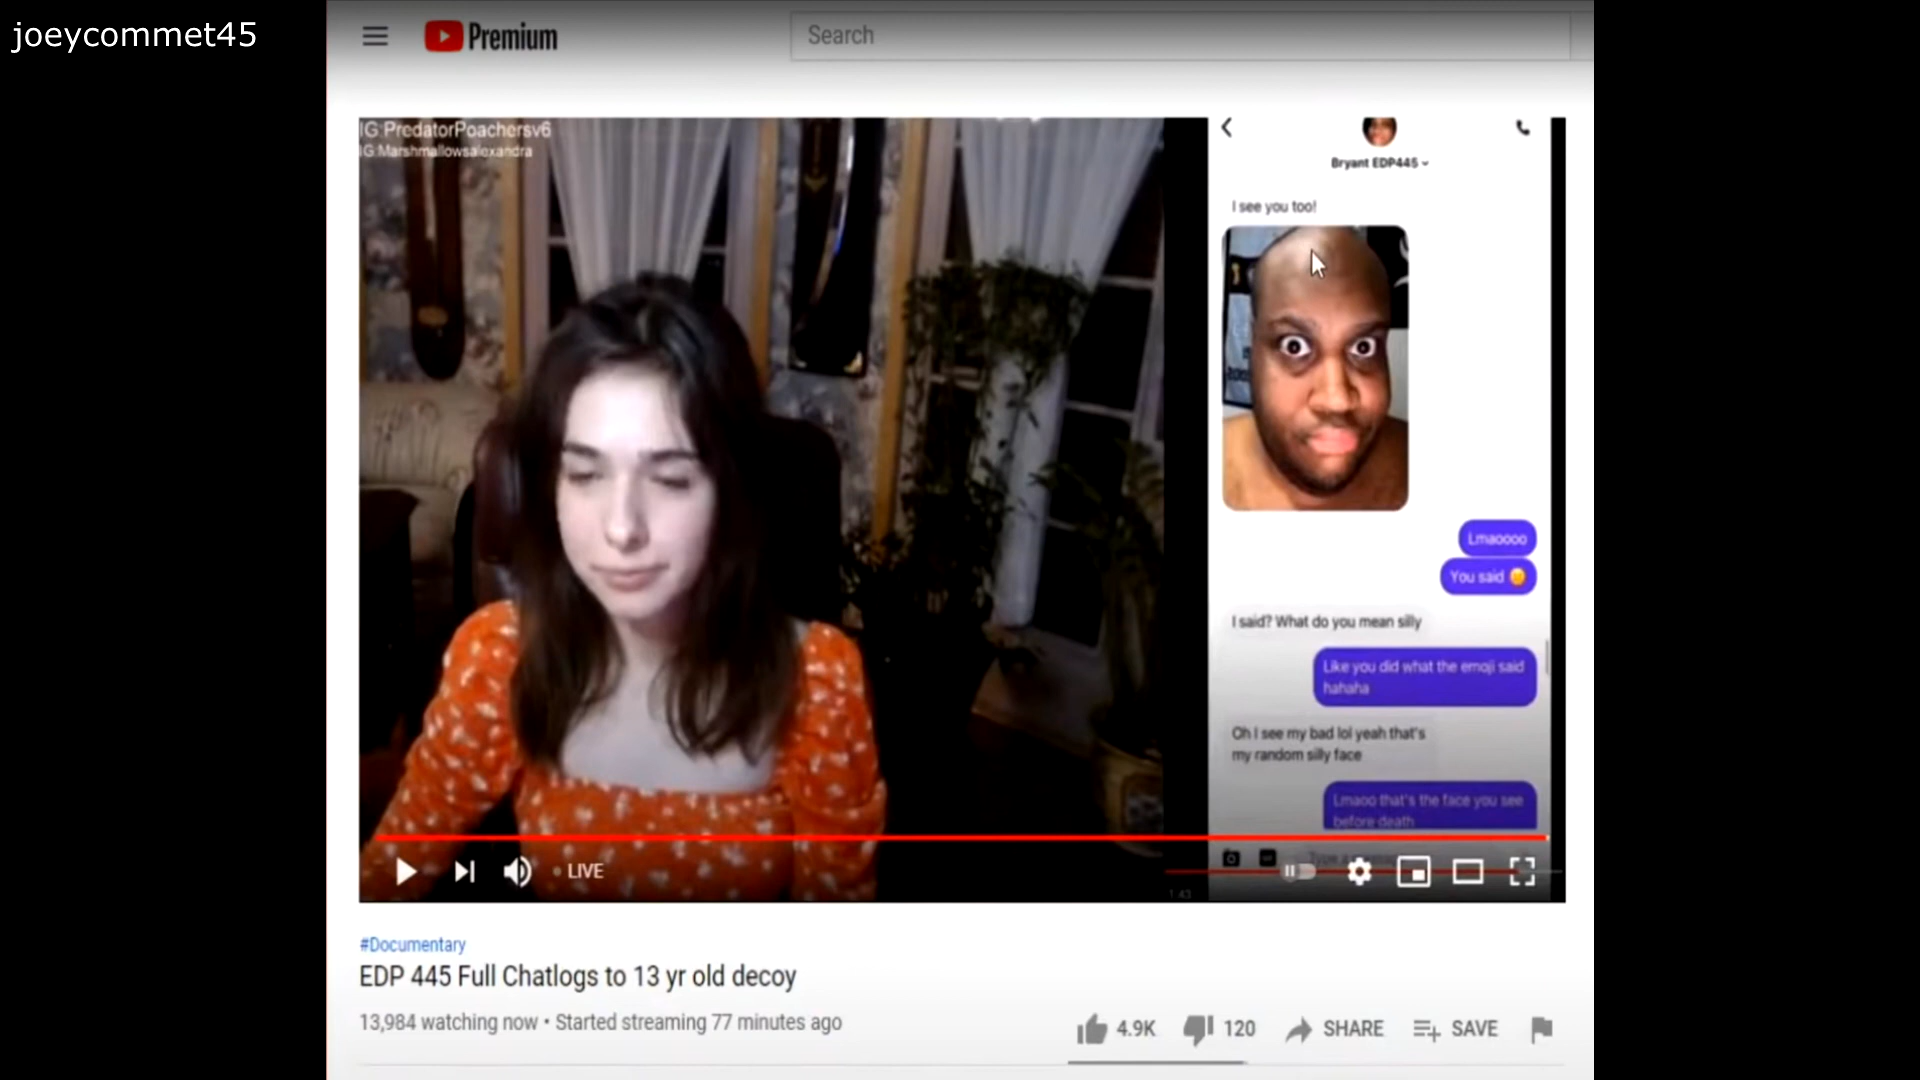 joeycommet45
Premium
Search
IG:PredatorPoachersv6
IG:Marshmallowsalexandra
Bryant EDP445
I see you too!
Lmaoooo
You said
I said? What do you mean silly
Like you did what the emoji said
hahaha
Oh I see my bad lol yeah that's
my random silly face
Lmaoo that's the face you see
before death
LIVE
1:43
#Documentary
EDP 445 Full Chatlogs to 13 yr old decoy
13,984 watching now • Started streaming 77 minutes ago
4.9K
120
SHARE
SAVE